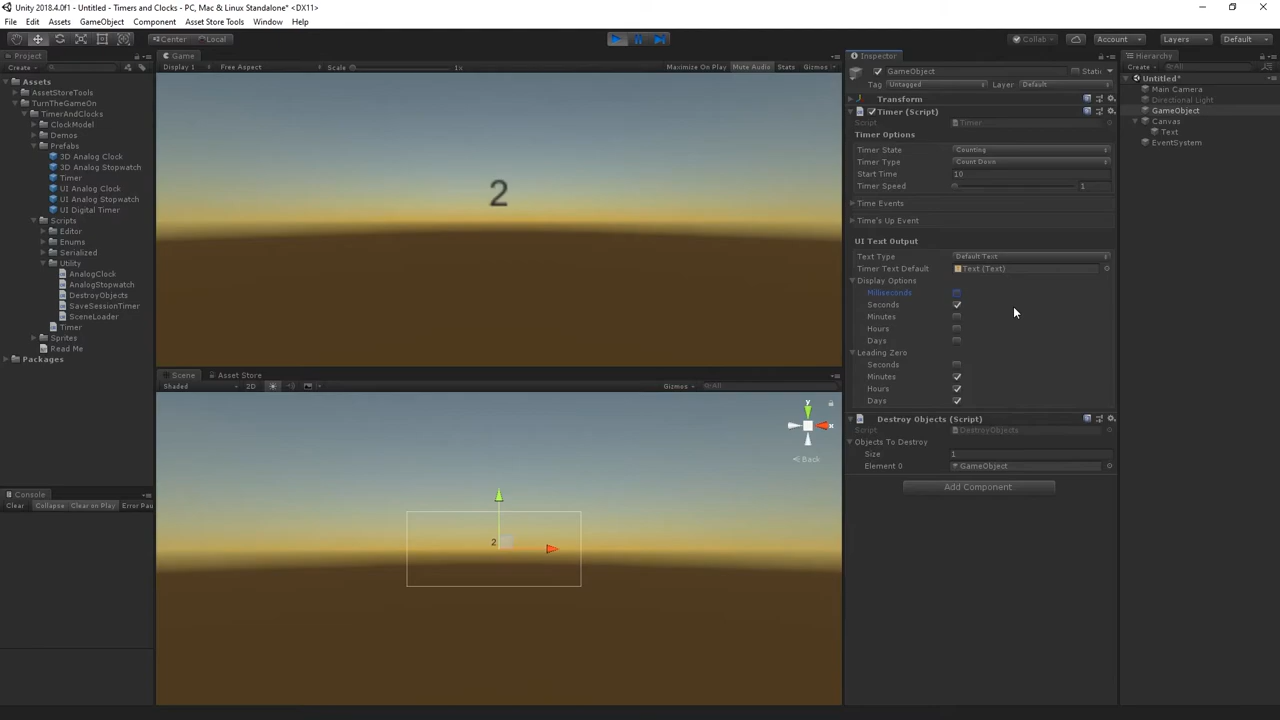 Unity 2018.4.0f1 - Untitled - Timers and Clocks - PC, Mac & Linux Standalone* <DX11>
File Edit Assets GameObject Component Asset Store Tools Window Help
Center Local Collab Account Layers Default
Project
Create
Assets
AssetStoreTools
TurnTheGameOn
TimerAndClocks
ClockModel
Demos
Prefabs
3D Analog Clock
3D Analog Stopwatch
Timer
UI Analog Clock
UI Analog Stopwatch
UI Digital Timer
Scripts
Editor
Enums
Serialized
Utility
AnalogClock
AnalogStopwatch
DestroyObjects
SaveSessionTimer
SceneLoader
Timer
Sprites
Read Me
Packages
Console
Clear Collapse Clear on Play Error Pau
Game
Display 1 Free Aspect Scale 1x Maximize On Play Mute Audio Stats Gizmos
2
Scene Asset Store
Shaded 2D Gizmos All
y
x
Back
2
Inspector
GameObject Static
Tag Untagged Layer Default
Transform
Timer (Script)
Script Timer
Timer Options
Timer State Counting
Timer Type Count Down
Start Time 10
Timer Speed 1
Time Events
Time's Up Event
UI Text Output
Text Type Default Text
Timer Text Default Text (Text)
Display Options
Milliseconds
Seconds
Minutes
Hours
Days
Leading Zero
Seconds
Minutes
Hours
Days
Destroy Objects (Script)
Script DestroyObjects
Objects To Destroy
Size 1
Element 0 GameObject
Add Component
Hierarchy
Create All
Untitled*
Main Camera
Directional Light
GameObject
Canvas
Text
EventSystem